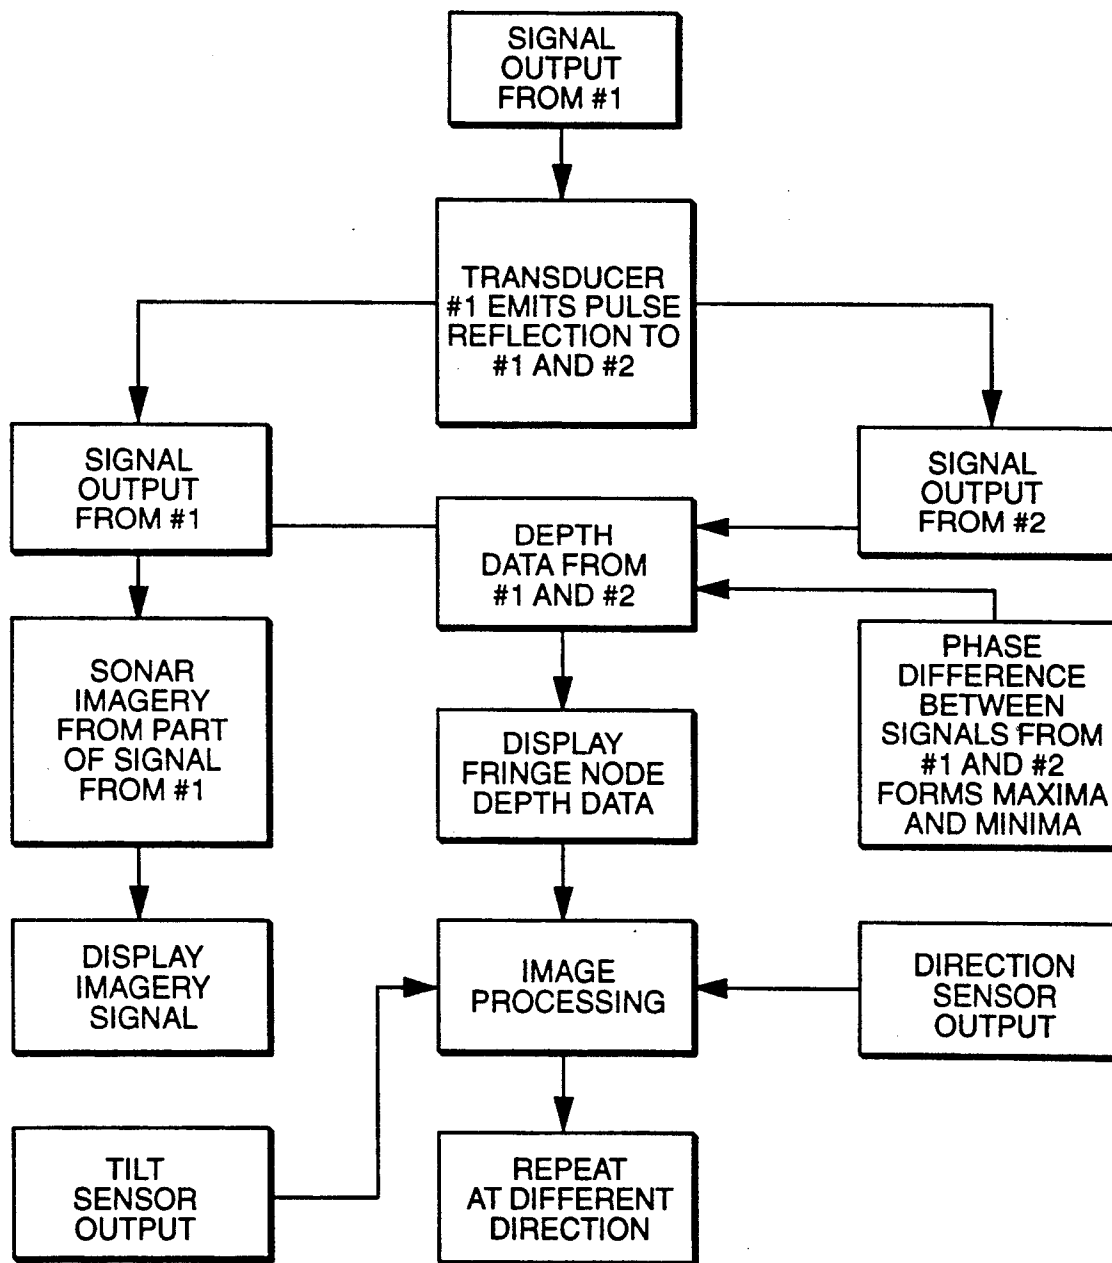 SIGNAL
OUTPUT
FROM #1
TRANSDUCER
#1 EMITS PULSE
REFLECTION TO
#1 AND #2
SIGNAL
OUTPUT
FROM #1
DEPTH
DATA FROM
#1 AND #2
SIGNAL
OUTPUT
FROM #2
SONAR
IMAGERY
FROM PART
OF SIGNAL
FROM #1
DISPLAY
FRINGE NODE
DEPTH DATA
PHASE
DIFFERENCE
BETWEEN
SIGNALS FROM
#1 AND #2
FORMS MAXIMA
AND MINIMA
DISPLAY
IMAGERY
SIGNAL
IMAGE
PROCESSING
DIRECTION
SENSOR
OUTPUT
TILT
SENSOR
OUTPUT
REPEAT
AT DIFFERENT
DIRECTION